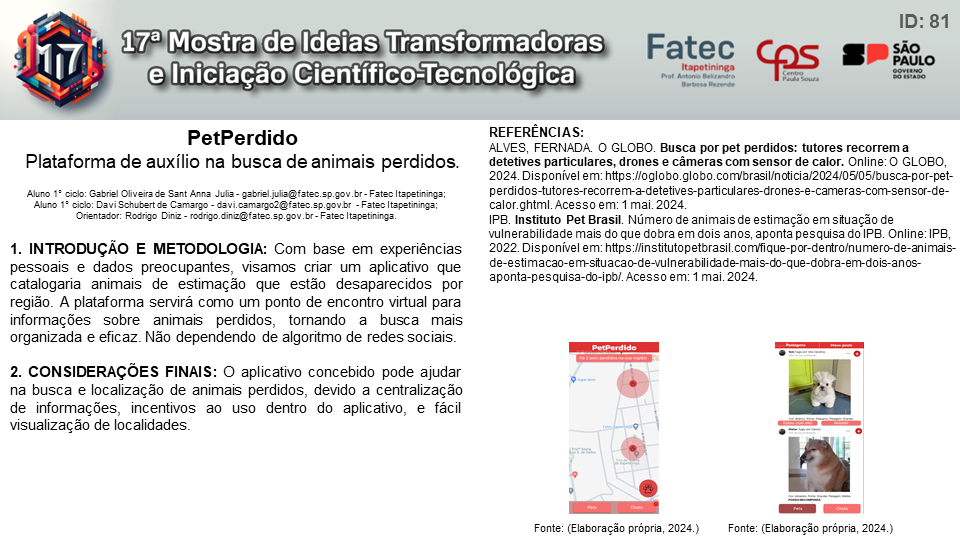 ID: 81
17ª Mostra de Ideias Transformadoras
e Iniciação Científico-Tecnológica
17
Fatec
Itapetininga
Prof. Antonio Belizandro
Barbosa Rezende
CPS
Centro
Paula Souza
SP
SÃO
PAULO
GOVERNO
DO ESTADO
PetPerdido
Plataforma de auxílio na busca de animais perdidos.
Aluno 1° ciclo: Gabriel Oliveira de Sant Anna Julia - gabriel.julia@fatec.sp.gov.br - Fatec Itapetininga;
Aluno 1° ciclo: Davi Schubert de Camargo - davi.camargo2@fatec.sp.gov.br - Fatec Itapetininga;
Orientador: Rodrigo Diniz - rodrigo.diniz@fatec.sp.gov.br - Fatec Itapetininga.
1. INTRODUÇÃO E METODOLOGIA: Com base em experiências
pessoais e dados preocupantes, visamos criar um aplicativo que
catalogaria animais de estimação que estão desaparecidos por
região. A plataforma servirá como um ponto de encontro virtual para
informações sobre animais perdidos, tornando a busca mais
organizada e eficaz. Não dependendo de algoritmo de redes sociais.
2. CONSIDERAÇÕES FINAIS: O aplicativo concebido pode ajudar
na busca e localização de animais perdidos, devido a centralização
de informações, incentivos ao uso dentro do aplicativo, e fácil
visualização de localidades.
REFERÊNCIAS:
ALVES, FERNADA. O GLOBO. Busca por pet perdidos: tutores recorrem a
detetives particulares, drones e câmeras com sensor de calor. Online: O GLOBO,
2024. Disponível em: https://oglobo.globo.com/brasil/noticia/2024/05/05/busca-por-pet-
perdidos-tutores-recorrem-a-detetives-particulares-drones-e-cameras-com-sensor-de-
calor.ghtml. Acesso em: 1 mai. 2024.
IPB. Instituto Pet Brasil. Número de animais de estimação em situação de
vulnerabilidade mais do que dobra em dois anos, aponta pesquisa do IPB. Online: IPB,
2022. Disponível em: https://institutopetbrasil.com/fique-por-dentro/numero-de-animais-
de-estimacao-em-situacao-de-vulnerabilidade-mais-do-que-dobra-em-dois-anos-
aponta-pesquisa-do-ipb/. Acesso em: 1 mai. 2024.
PetPerdido
Há 2 pets perdidos na sua região!
Pets
Chats
Postagens
Meus posts
Pets
Chats
Fonte: (Elaboração própria, 2024.)
Fonte: (Elaboração própria, 2024.)